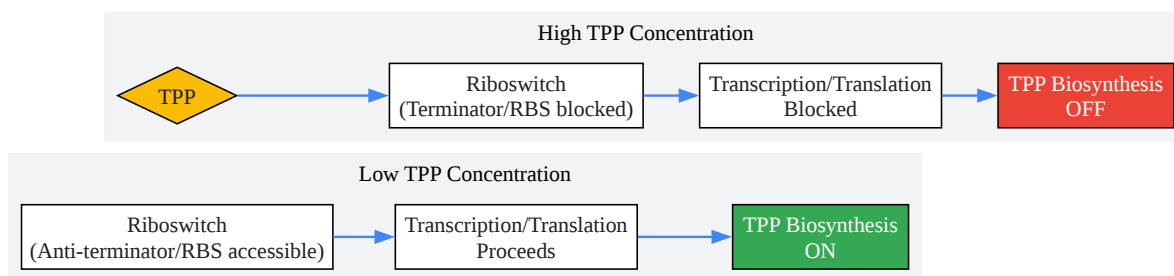 High TPP Concentration
TPP
Riboswitch
(Terminator/RBS blocked)
Transcription/Translation
Blocked
TPP Biosynthesis
OFF
Low TPP Concentration
Riboswitch
(Anti-terminator/RBS accessible)
Transcription/Translation
Proceeds
TPP Biosynthesis
ON